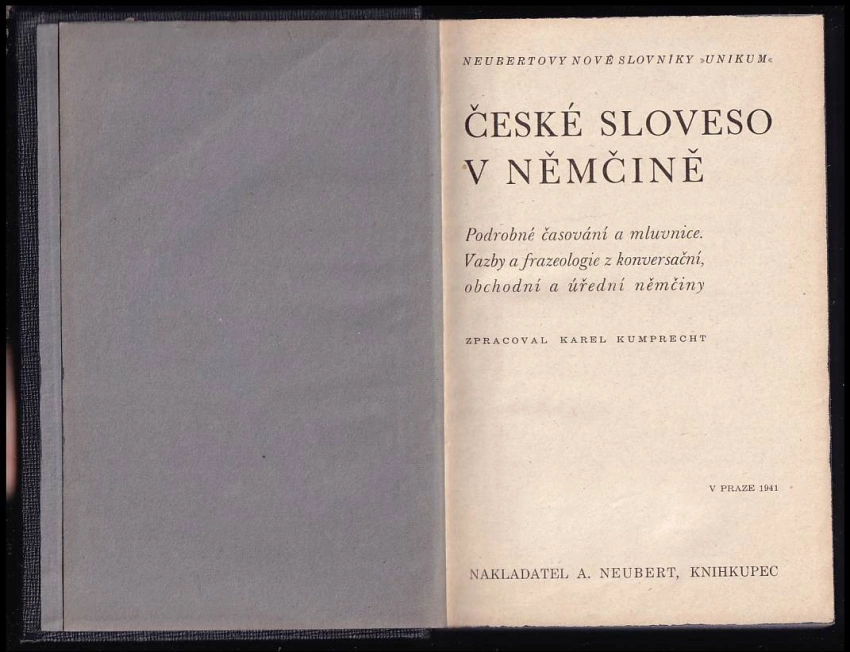 NEUBERTOVY NOVÉ SLOVNÍKY »UNIKUM«
ČESKÉ SLOVESO
V NĚMČINĚ
Podrobné časování a mluvnice.
Vazby a frazeologie z konversační,
obchodní a úřední němčiny
ZPRACOVAL KAREL KUMPRECHT
V PRAZE 1941
NAKLADATEL A. NEUBERT, KNIHKUPEC